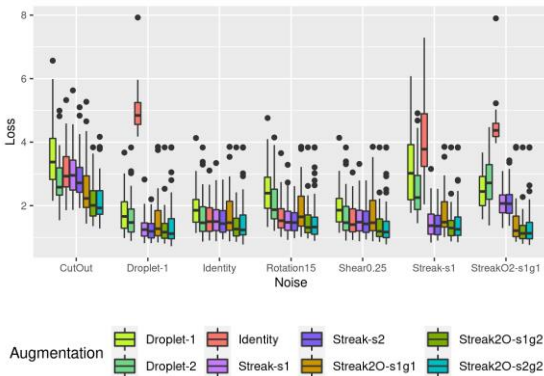 8
6
4
2
Loss
CutOut Droplet-1 Identity Rotation15 Shear0.25 Streak-s1 StreakO2-s1g1
Noise
Augmentation
Droplet-1 Identity Streak-s2 Streak2O-s1g2
Droplet-2 Streak-s1 Streak2O-s1g1 Streak2O-s2g2